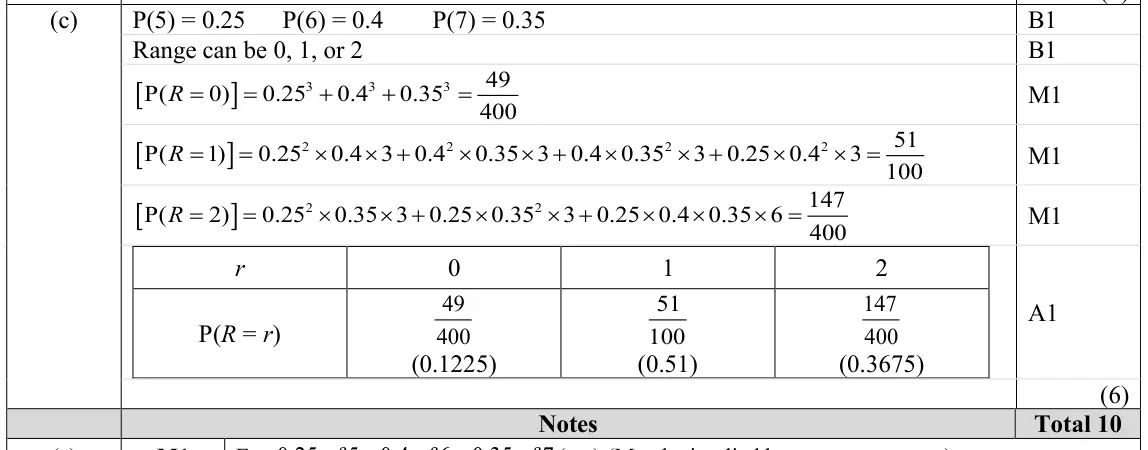 (c) P(5) = 0.25 P(6) = 0.4 P(7) = 0.35 B1
Range can be 0, 1, or 2 B1
[P(R = 0)] = 0.25³ + 0.4³ + 0.35³ = 49/400 M1
[P(R = 1)] = 0.25² × 0.4 × 3 + 0.4² × 0.35 × 3 + 0.4 × 0.35² × 3 + 0.25 × 0.4² × 3 = 51/100 M1
[P(R = 2)] = 0.25² × 0.35 × 3 + 0.25 × 0.35² × 3 + 0.25 × 0.4 × 0.35 × 6 = 147/400 M1
r 0 1 2
P(R = r) 49/400 51/100 147/400 A1
(0.1225) (0.51) (0.3675)
(6)
Notes Total 10